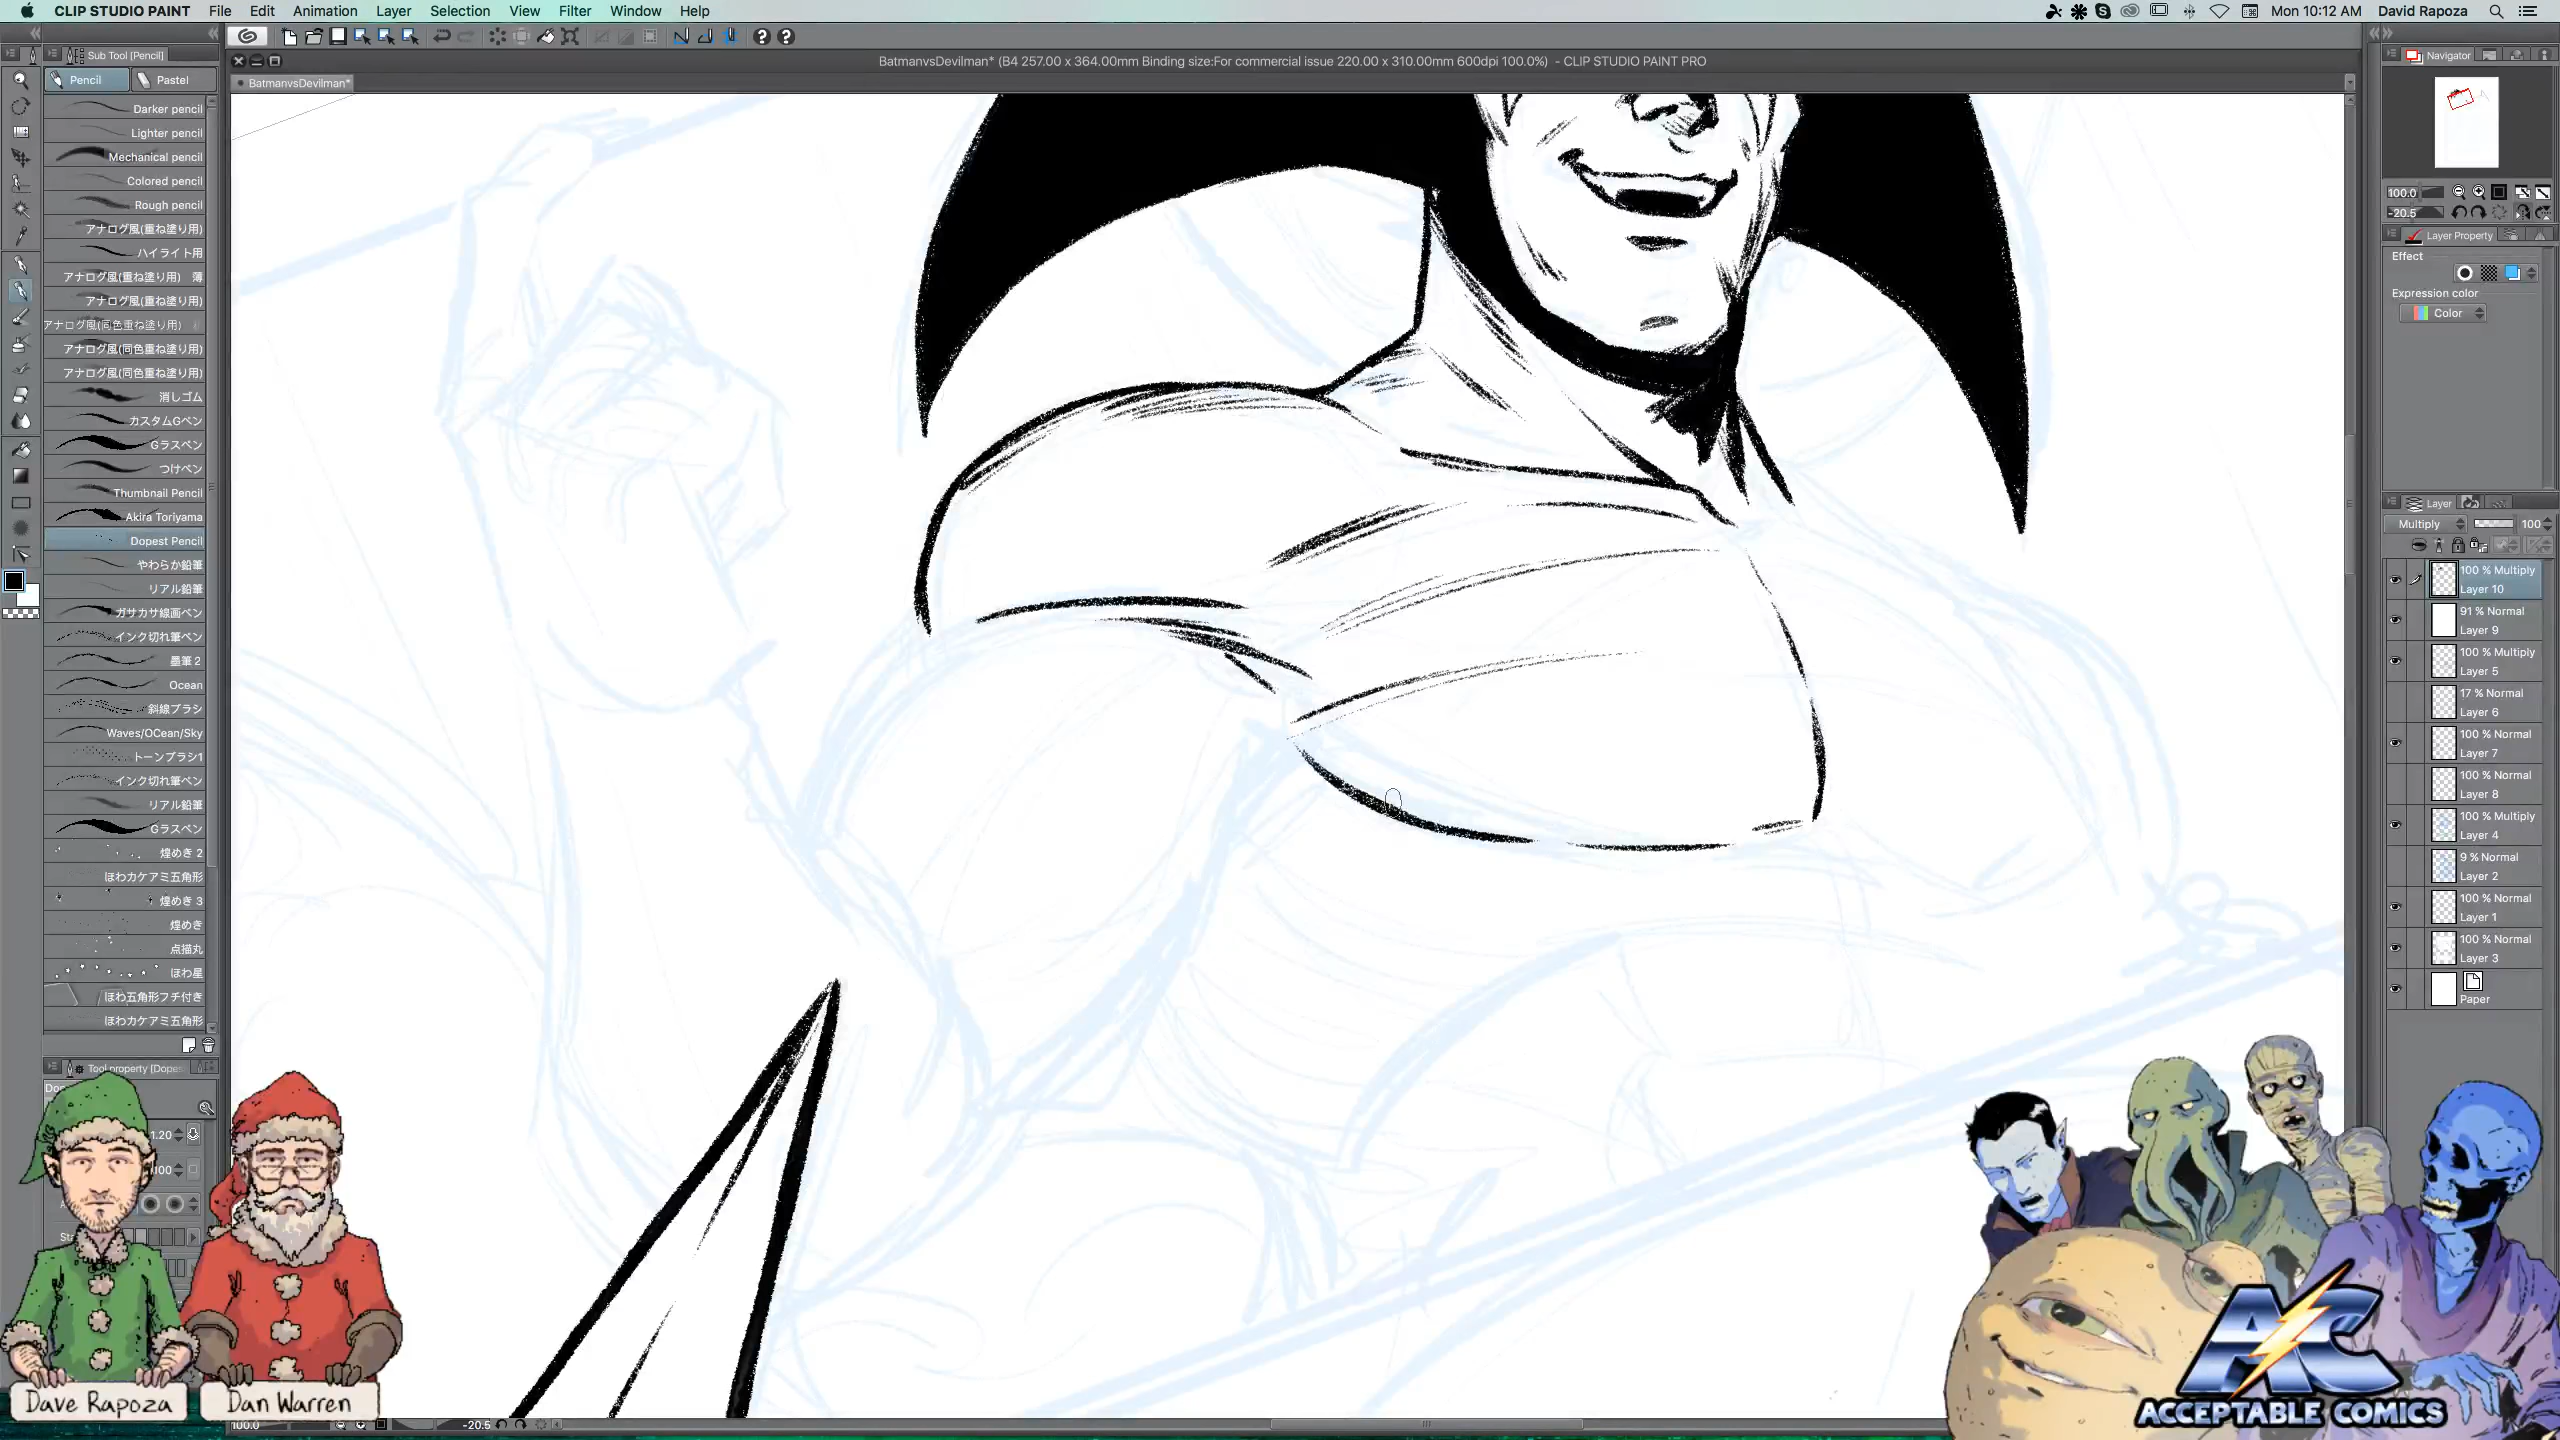 CLIP STUDIO PAINT File Edit Animation Layer Selection View Filter Window Help
Mon 10:12 AM David Rapoza
BatmanvsDevilman* (B4 257.00 x 364.00mm Binding size:For commercial issue 220.00 x 310.00mm 600dpi 100.0%) - CLIP STUDIO PAINT PRO
BatmanvsDevilman*
Sub Tool [Pencil]
Pencil
Pastel
Darker pencil
Lighter pencil
Mechanical pencil
Colored pencil
Rough pencil
アナログ風(重ね塗り用)
ハイライト用
アナログ風(重ね塗り用) 薄
アナログ風(重ね塗り用)
アナログ風(同色重ね塗り用)
アナログ風(同色重ね塗り用)
アナログ風(同色重ね塗り用)
消しゴム
カスタムGペン
Gラスペン
つけペン
Thumbnail Pencil
Akira Toriyama
Dopest Pencil
やわらか鉛筆
リアル鉛筆
ガサカサ線画ペン
インク切れ筆ペン
墨筆2
Ocean
斜線ブラシ
Waves/OCean/Sky
トーンブラシ1
インク切れ筆ペン
リアル鉛筆
Gラスペン
煌めき 2
ほわカケアミ五角形
煌めき 3
煌めき
点描丸
ほわ星
ほわ五角形フチ付き
ほわカケアミ五角形
Tool property [Dopes
1.20
100
100.0
-20.5
Navigator
100.0
-20.5
Layer Property
Effect
Expression color
Color
Layer
Multiply
100
100 % Multiply
Layer 10
91 % Normal
Layer 9
100 % Multiply
Layer 5
17 % Normal
Layer 6
100 % Normal
Layer 7
100 % Normal
Layer 8
100 % Multiply
Layer 4
9 % Normal
Layer 2
100 % Normal
Layer 1
100 % Normal
Layer 3
Paper
Dave Rapoza
Dan Warren
AC
ACCEPTABLE COMICS